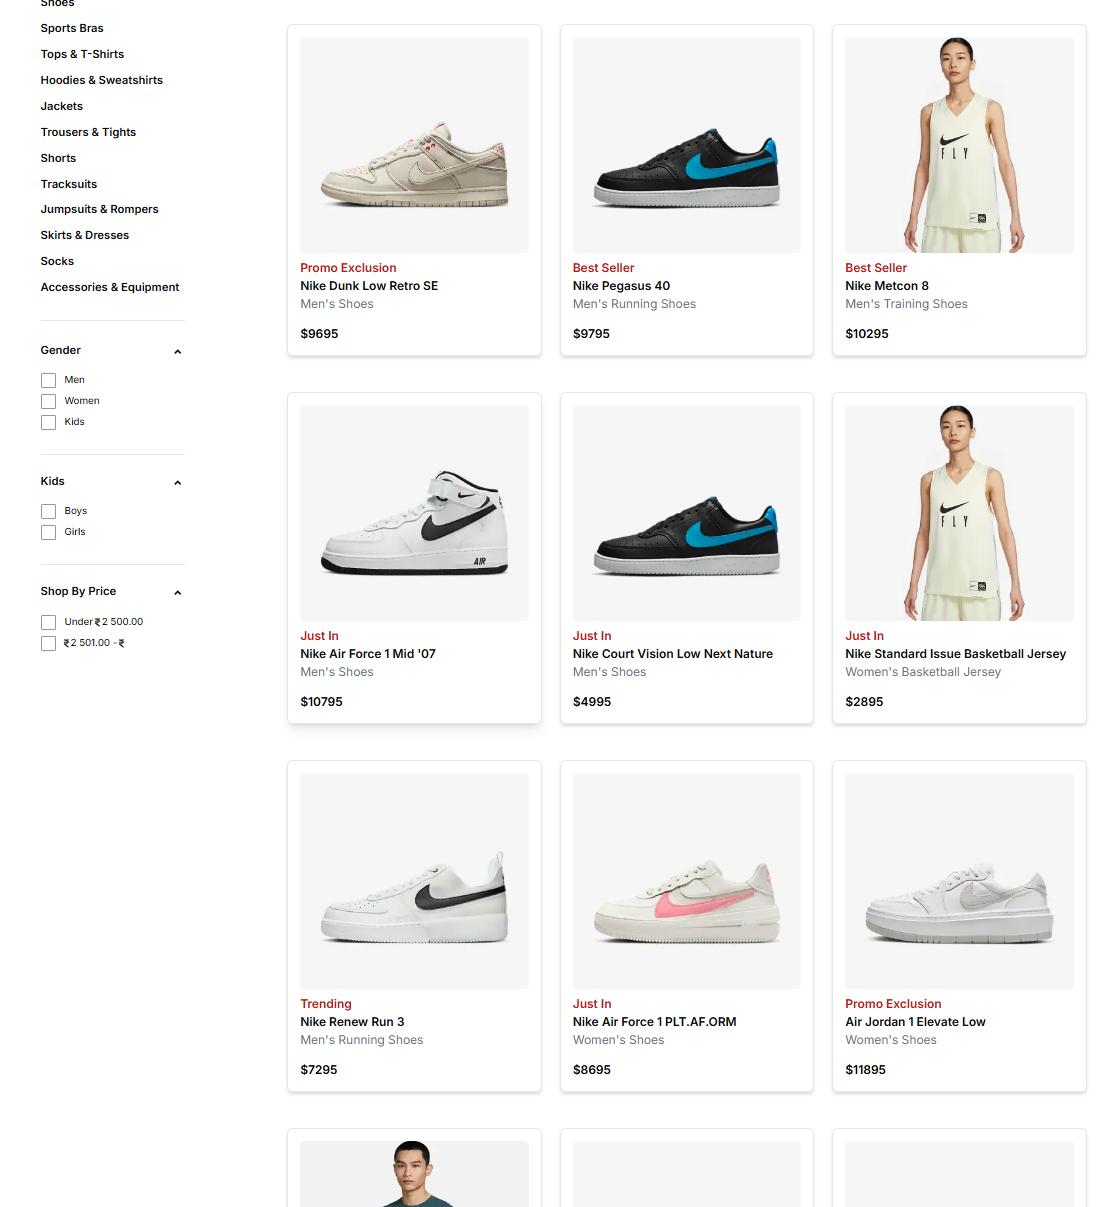 Shoes
Sports Bras
Tops & T-Shirts
Hoodies & Sweatshirts
Jackets
Trousers & Tights
Shorts
Tracksuits
Jumpsuits & Rompers
Skirts & Dresses
Socks
Accessories & Equipment
Gender
Men
Women
Kids
Kids
Boys
Girls
Shop By Price
Under ₹ 2 500.00
₹ 2 501.00 - ₹
Promo Exclusion
Nike Dunk Low Retro SE
Men's Shoes
$9695
Best Seller
Nike Pegasus 40
Men's Running Shoes
$9795
FLY
Best Seller
Nike Metcon 8
Men's Training Shoes
$10295
AIR
Just In
Nike Air Force 1 Mid '07
Men's Shoes
$10795
Just In
Nike Court Vision Low Next Nature
Men's Shoes
$4995
FLY
Just In
Nike Standard Issue Basketball Jersey
Women's Basketball Jersey
$2895
Trending
Nike Renew Run 3
Men's Running Shoes
$7295
Just In
Nike Air Force 1 PLT.AF.ORM
Women's Shoes
$8695
Promo Exclusion
Air Jordan 1 Elevate Low
Women's Shoes
$11895